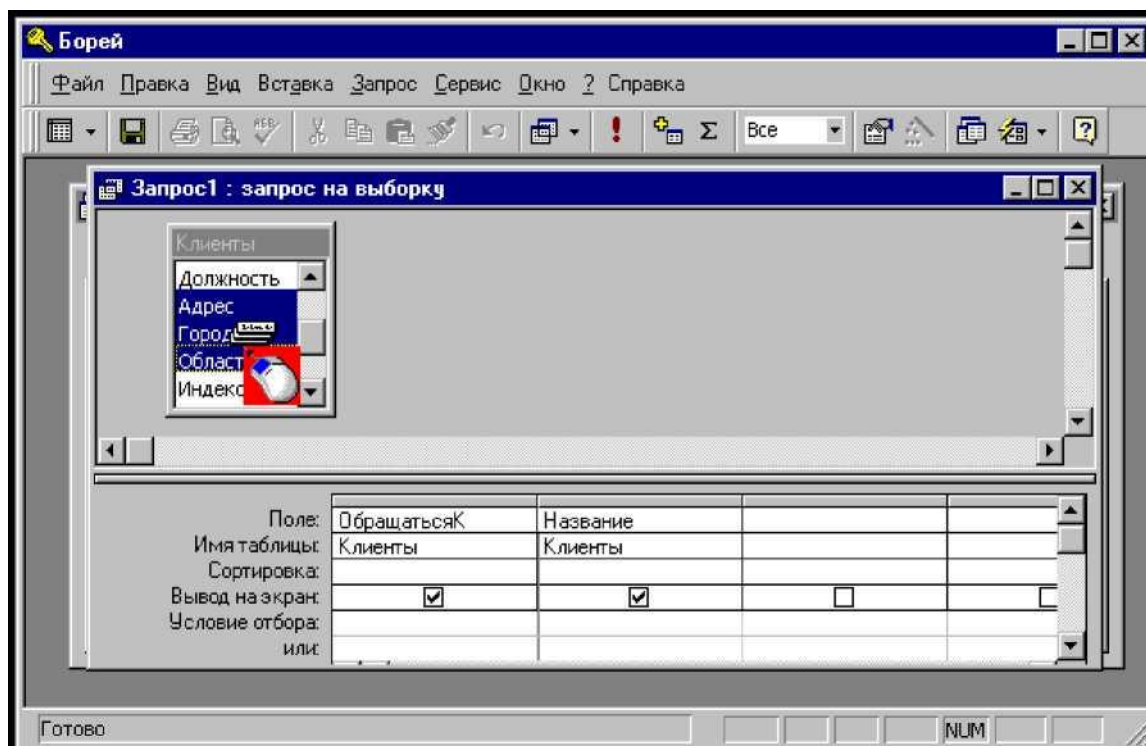 Борей
Файл Правка Вид Вставка Запрос Сервис Окно ? Справка
Все
Запрос1 : запрос на выборку
Клиенты
Должность
Адрес
Город
Област
Индекс
Поле: ОбращатьсяК Название
Имя таблицы: Клиенты Клиенты
Сортировка:
Вывод на экран:
Условие отбора:
или:
Готово NUM